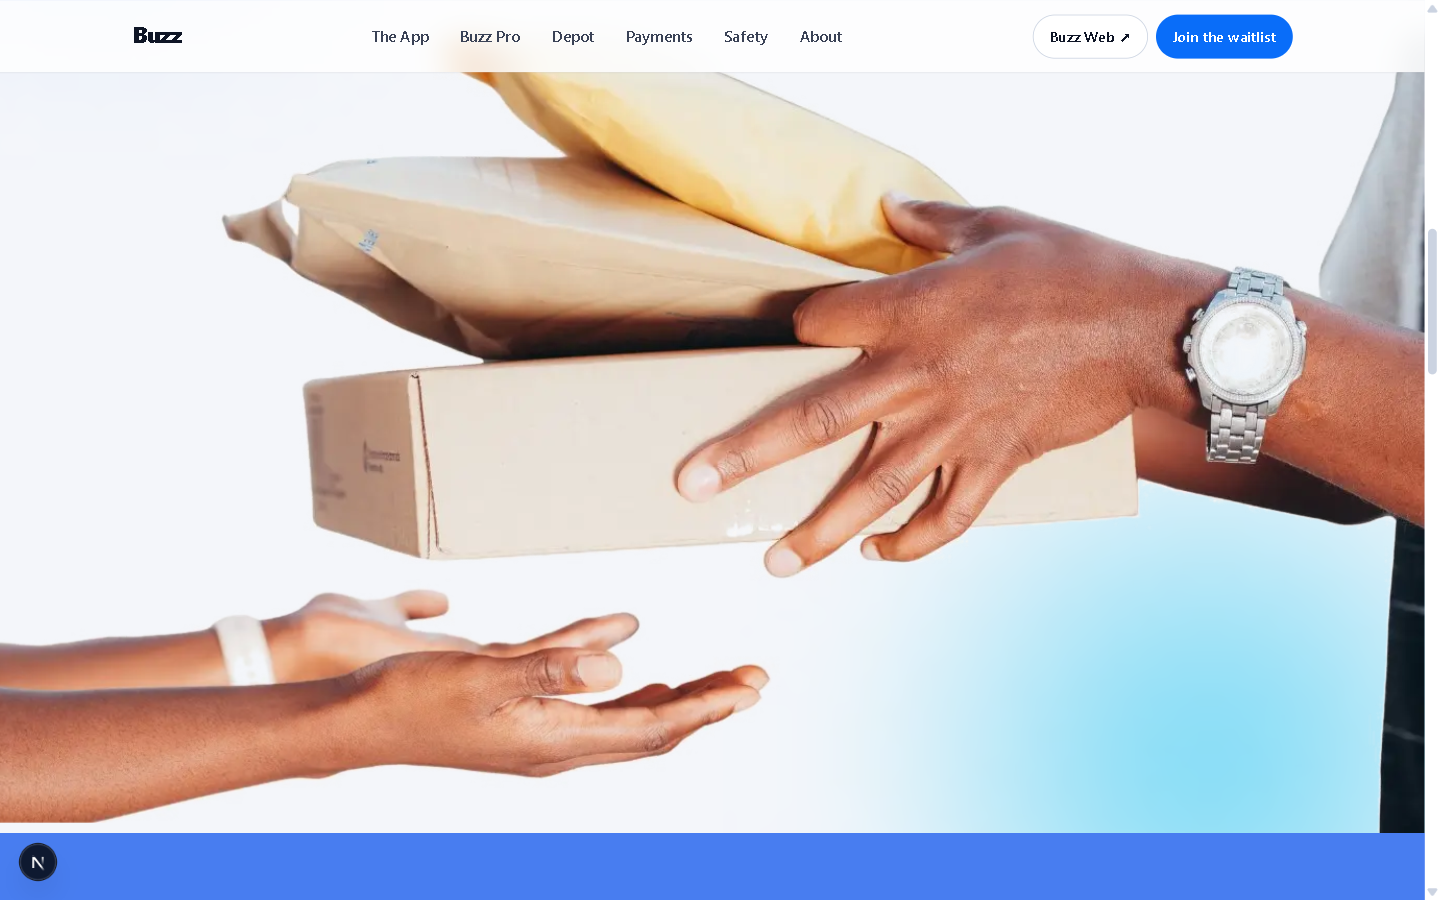 Buzz
The App
Buzz Pro
Depot
Payments
Safety
About
Buzz Web ↗
Join the waitlist
N